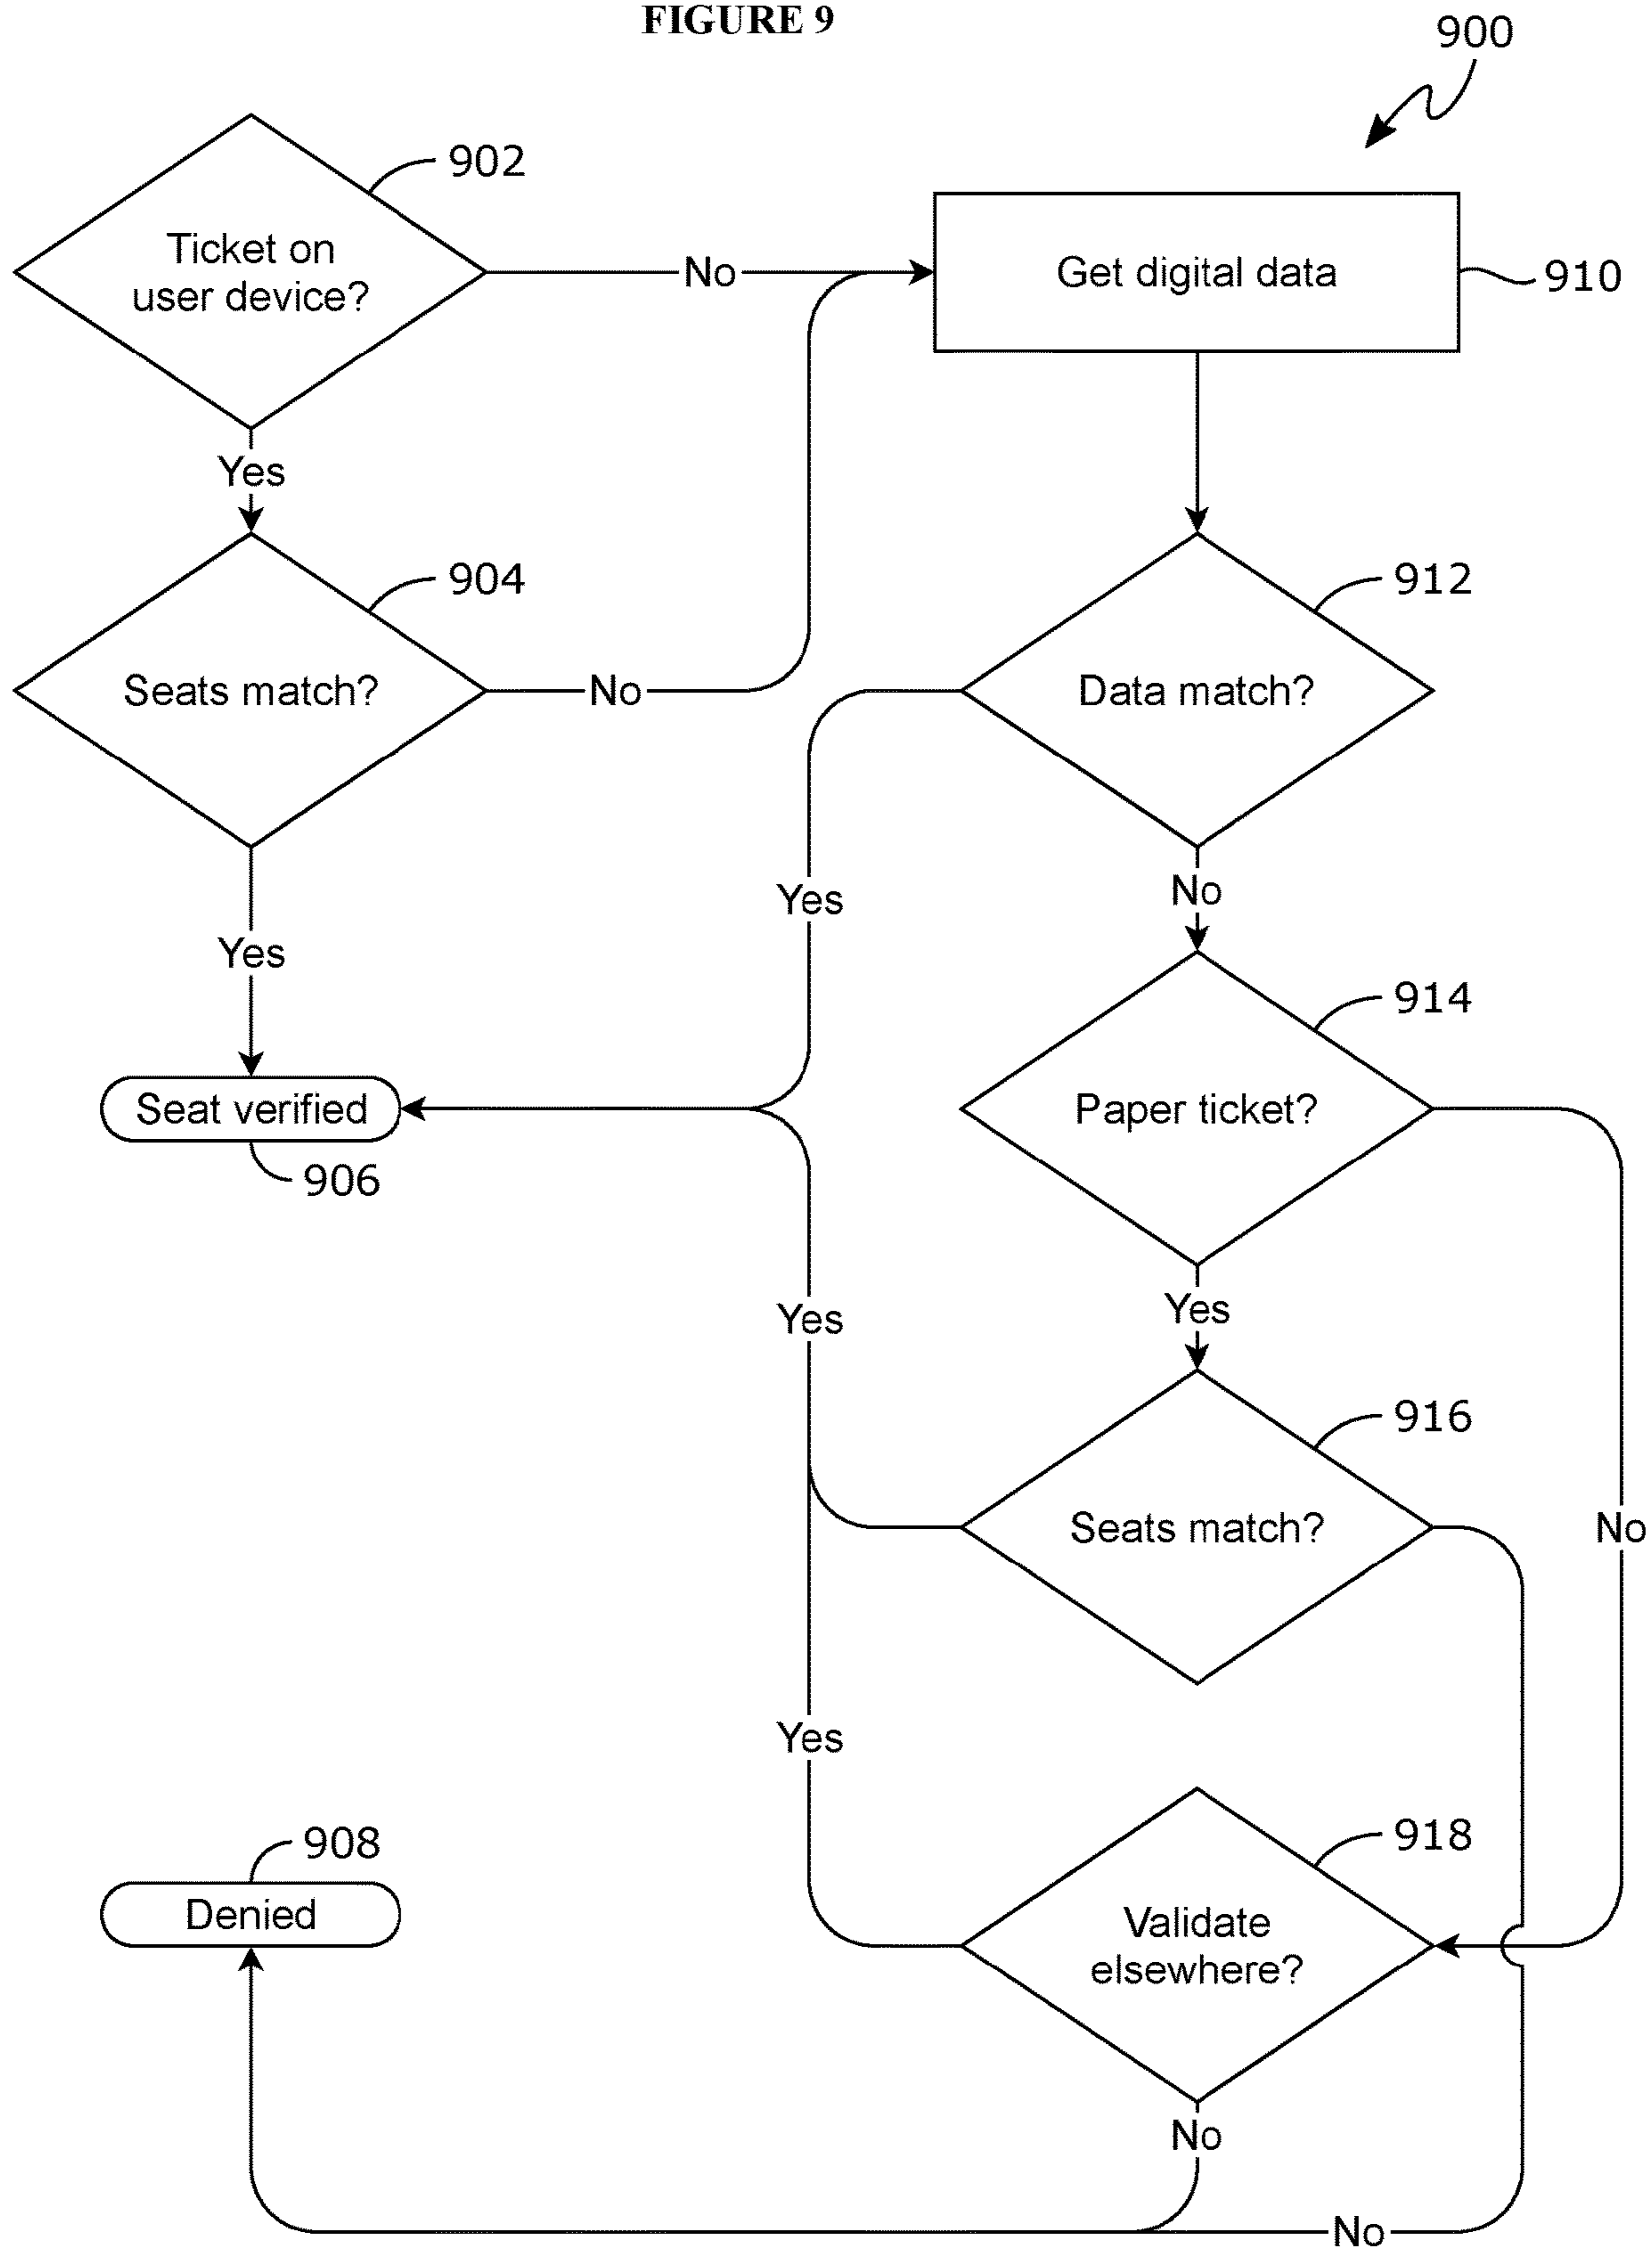 FIGURE 9
900
902
Ticket on
user device?
No
Get digital data
910
Yes
904
Seats match?
No
912
Data match?
Yes
No
Yes
914
Seat verified
906
Paper ticket?
Yes
Yes
916
Seats match?
No
Yes
908
Denied
918
Validate
elsewhere?
No
No